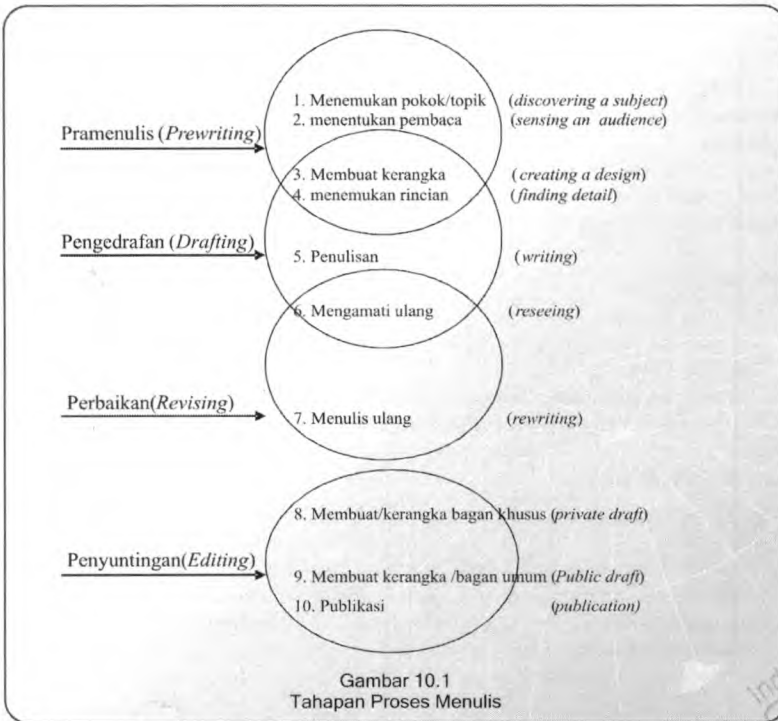 1. Menemukan pokok/topik (discovering a subject)
2. menentukan pembaca (sensing an audience)
Pramenulis (Prewriting)
3. Membuat kerangka (creating a design)
4. menemukan rincian (finding detail)
Pengedrafan (Drafting)
5. Penulisan (writing)
6. Mengamati ulang (reseeing)
Perbaikan(Revising)
7. Menulis ulang (rewriting)
8. Membuat/kerangka bagan khusus (private draft)
Penyuntingan(Editing)
9. Membuat kerangka /bagan umum (Public draft)
10. Publikasi (publication)
Gambar 10.1
Tahapan Proses Menulis